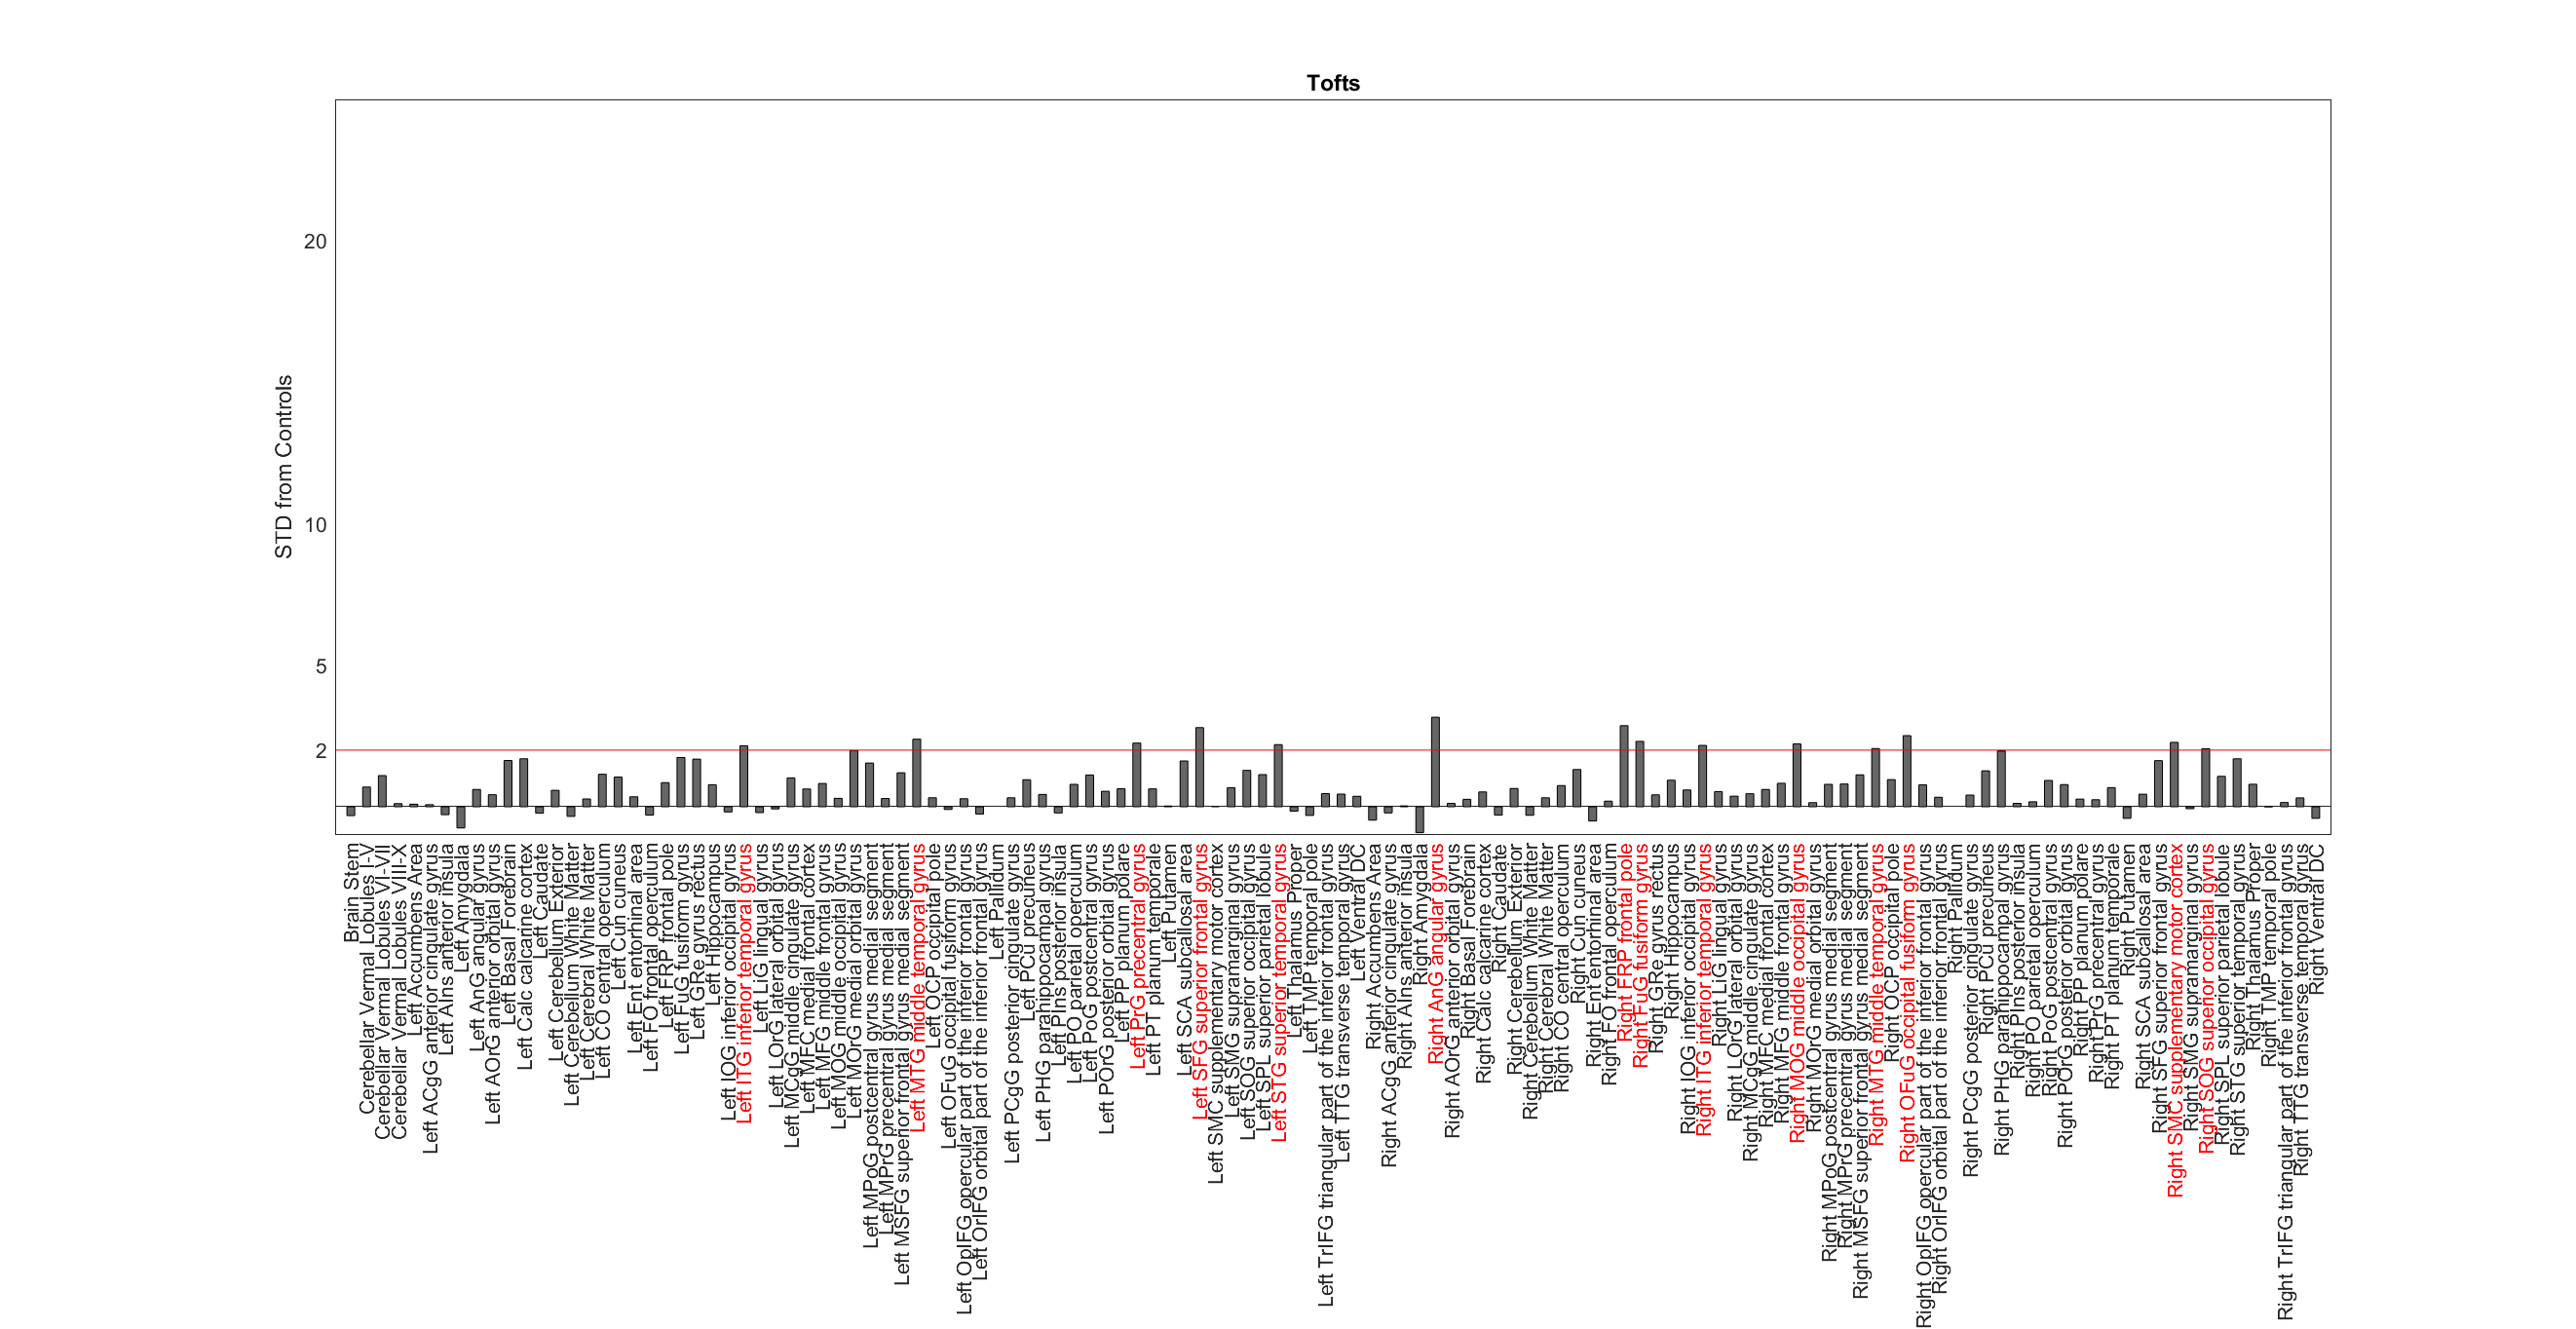 Tofts
STD from Controls
20
10
5
2
Brain Stem
Cerebellar Vermal Lobules I-V
Cerebellar Vermal Lobules VI-VII
Cerebellar Vermal Lobules VIII-X
Left Accumbens Area
Left ACgG anterior cingulate gyrus
Left AIns anterior insula
Left Amygdala
Left AnG angular gyrus
Left AOrG anterior orbital gyrus
Left Basal Forebrain
Left Calc calcarine cortex
Left Caudate
Left Cerebellum Exterior
Left Cerebellum White Matter
Left Cerebral White Matter
Left CO central operculum
Left Cun cuneus
Left Ent entorhinal area
Left FO frontal operculum
Left FRP frontal pole
Left FuG fusiform gyrus
Left GRe gyrus rectus
Left Hippocampus
Left IOG inferior occipital gyrus
Left ITG inferior temporal gyrus
Left LiG lingual gyrus
Left LOrG lateral orbital gyrus
Left MCgG middle cingulate gyrus
Left MFC medial frontal cortex
Left MFG middle frontal gyrus
Left MOG middle occipital gyrus
Left MOrG medial orbital gyrus
Left MPoG postcentral gyrus medial segment
Left MPrG precentral gyrus medial segment
Left MSFG superior frontal gyrus medial segment
Left MTG middle temporal gyrus
Left OCP occipital pole
Left OFuG occipital fusiform gyrus
Left OpIFG opercular part of the inferior frontal gyrus
Left OrIFG orbital part of the inferior frontal gyrus
Left Pallidum
Left PCgG posterior cingulate gyrus
Left PCu precuneus
Left PHG parahippocampal gyrus
Left PIns posterior insula
Left PO parietal operculum
Left PoG postcentral gyrus
Left POrG posterior orbital gyrus
Left PP planum polare
Left PrG precentral gyrus
Left PT planum temporale
Left Putamen
Left SCA subcallosal area
Left SFG superior frontal gyrus
Left SMC supplementary motor cortex
Left SMG supramarginal gyrus
Left SOG superior occipital gyrus
Left SPL superior parietal lobule
Left STG superior temporal gyrus
Left Thalamus Proper
Left TMP temporal pole
Left TrIFG triangular part of the inferior frontal gyrus
Left TTG transverse temporal gyrus
Left Ventral DC
Right Accumbens Area
Right ACgG anterior cingulate gyrus
Right AIns anterior insula
Right Amygdala
Right AnG angular gyrus
Right AOrG anterior orbital gyrus
Right Basal Forebrain
Right Calc calcarine cortex
Right Caudate
Right Cerebellum Exterior
Right Cerebellum White Matter
Right Cerebral White Matter
Right CO central operculum
Right Cun cuneus
Right Ent entorhinal area
Right FO frontal operculum
Right FRP frontal pole
Right FuG fusiform gyrus
Right GRe gyrus rectus
Right Hippocampus
Right IOG inferior occipital gyrus
Right ITG inferior temporal gyrus
Right LiG lingual gyrus
Right LOrG lateral orbital gyrus
Right MCgG middle cingulate gyrus
Right MFC medial frontal cortex
Right MFG middle frontal gyrus
Right MOG middle occipital gyrus
Right MOrG medial orbital gyrus
Right MPoG postcentral gyrus medial segment
Right MPrG precentral gyrus medial segment
Right MSFG superior frontal gyrus medial segment
Right MTG middle temporal gyrus
Right OCP occipital pole
Right OFuG occipital fusiform gyrus
Right OpIFG opercular part of the inferior frontal gyrus
Right OrIFG orbital part of the inferior frontal gyrus
Right Pallidum
Right PCgG posterior cingulate gyrus
Right PCu precuneus
Right PHG parahippocampal gyrus
Right PIns posterior insula
Right PO parietal operculum
Right PoG postcentral gyrus
Right POrG posterior orbital gyrus
Right PP planum polare
Right PrG precentral gyrus
Right PT planum temporale
Right Putamen
Right SCA subcallosal area
Right SFG superior frontal gyrus
Right SMC supplementary motor cortex
Right SMG supramarginal gyrus
Right SOG superior occipital gyrus
Right SPL superior parietal lobule
Right STG superior temporal gyrus
Right Thalamus Proper
Right TMP temporal pole
Right TrIFG triangular part of the inferior frontal gyrus
Right TTG transverse temporal gyrus
Right Ventral DC